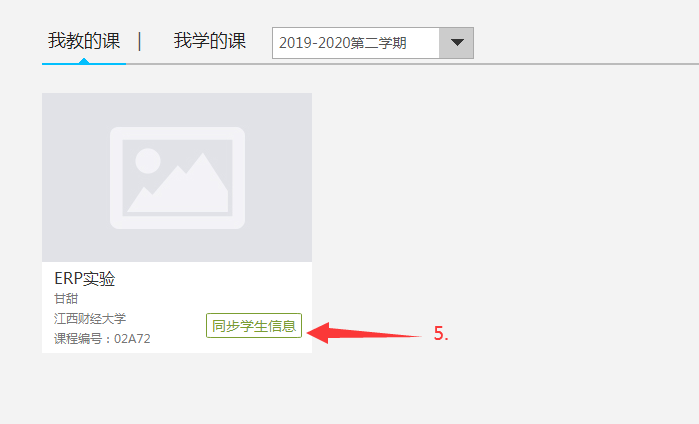 我教的课 | 我学的课 2019-2020第二学期
ERP实验
甘甜
江西财经大学
同步学生信息
5.
课程编号：02A72